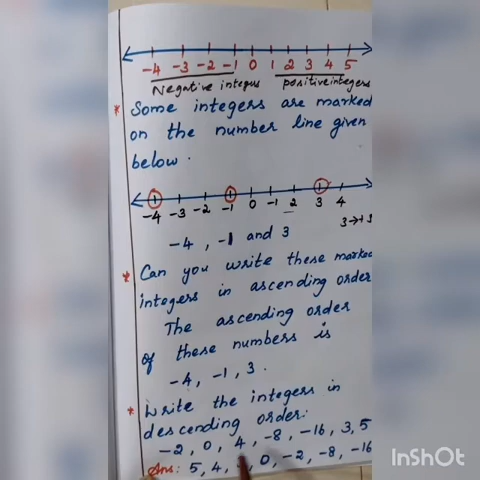 -4 -3 -2 -1 0 1 2 3 4 5
Negative integers positive integers
* Some integers are marked
on the number line given
below.
-4 -3 -2 -1 0 -1 2 3 4
3→+3
-4, -1 and 3
* Can you write these marked
integers in ascending order
The ascending order
of these numbers is
-4, -1, 3.
* Write the integers in
descending order:
-2, 0, 4, -8, -16, 3, 5
Ans: 5, 4, 0, -2, -8, -16
InShOt